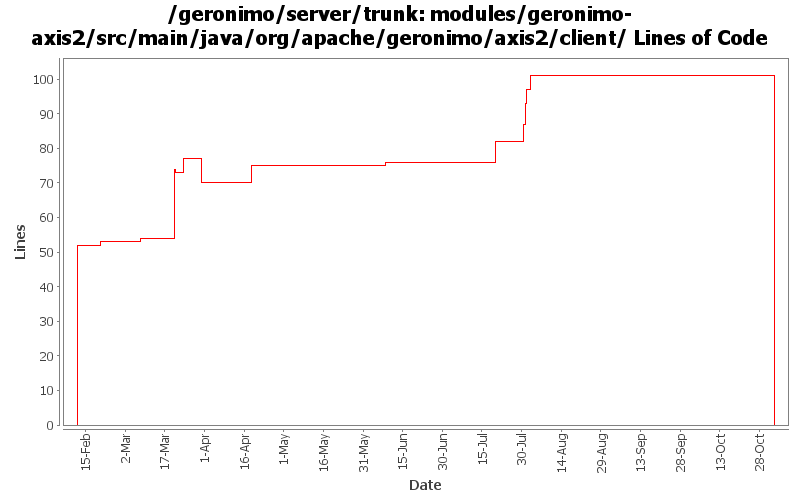 /geronimo/server/trunk: modules/geronimo-
axis2/src/main/java/org/apache/geronimo/axis2/client/ Lines of Code
Lines
100
90
80
70
60
50
40
30
20
10
0
15-Feb
2-Mar
17-Mar
1-Apr
16-Apr
1-May
16-May
31-May
15-Jun
30-Jun
15-Jul
30-Jul
14-Aug
29-Aug
13-Sep
28-Sep
13-Oct
28-Oct
Date